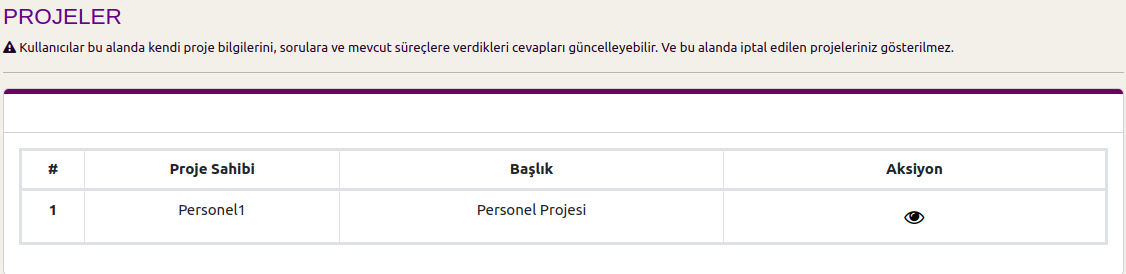 PROJELER
Kullanıcılar bu alanda kendi proje bilgilerini, sorulara ve mevcut süreçlere verdikleri cevapları güncelleyebilir. Ve bu alanda iptal edilen projeleriniz gösterilmez.
# Proje Sahibi Başlık Aksiyon
1 Personel1 Personel Projesi